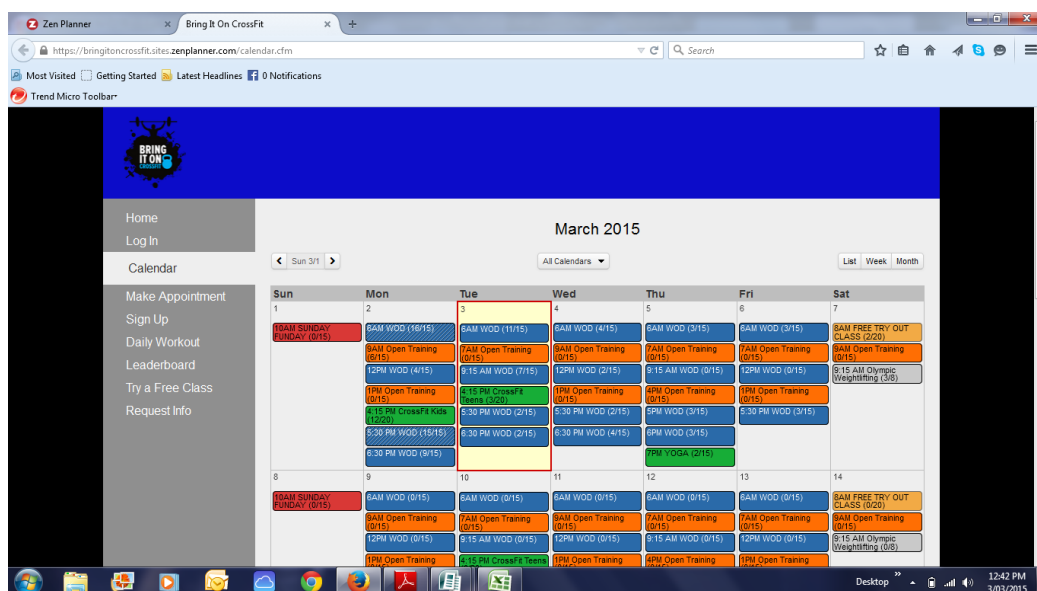 Zen Planner
Bring It On CrossFit
https://bringitoncrossfit.sites.zenplanner.com/calendar.cfm
Search
Most Visited Getting Started Latest Headlines 0 Notifications
Trend Micro Toolbar
BRING
IT ON
CROSSFIT
Home
Log In
Calendar
Make Appointment
Sign Up
Daily Workout
Leaderboard
Try a Free Class
Request Info
March 2015
Sun 3/1
All Calendars
List Week Month
Sun Mon Tue Wed Thu Fri Sat
1
10AM SUNDAY
FUNDAY (0/15)
2
6AM WOD (16/15)
9AM Open Training
(6/15)
12PM WOD (4/15)
1PM Open Training
(0/15)
4:15 PM CrossFit Kids
(12/20)
5:30 PM WOD (15/15)
6:30 PM WOD (9/15)
3
6AM WOD (11/15)
7AM Open Training
(0/15)
9:15 AM WOD (7/15)
4:15 PM CrossFit
Teens (3/20)
5:30 PM WOD (2/15)
6:30 PM WOD (2/15)
4
6AM WOD (4/15)
9AM Open Training
(0/15)
12PM WOD (2/15)
1PM Open Training
(0/15)
5:30 PM WOD (2/15)
6:30 PM WOD (4/15)
5
6AM WOD (3/15)
7AM Open Training
(0/15)
9:15 AM WOD (0/15)
4PM Open Training
(0/15)
5PM WOD (3/15)
6PM WOD (3/15)
7PM YOGA (2/15)
6
6AM WOD (3/15)
7AM Open Training
(0/15)
12PM WOD (0/15)
1PM Open Training
(0/15)
5:30 PM WOD (3/15)
7
8AM FREE TRY OUT
CLASS (2/20)
9AM Open Training
(0/15)
9:15 AM Olympic
Weightlifting (3/8)
8
10AM SUNDAY
FUNDAY (0/15)
9
6AM WOD (0/15)
9AM Open Training
(0/15)
12PM WOD (0/15)
1PM Open Training
10
6AM WOD (0/15)
7AM Open Training
(0/15)
9:15 AM WOD (0/15)
4:15 PM CrossFit Teens
11
6AM WOD (0/15)
9AM Open Training
(0/15)
12PM WOD (0/15)
1PM Open Training
12
6AM WOD (0/15)
7AM Open Training
(0/15)
9:15 AM WOD (0/15)
4PM Open Training
13
6AM WOD (0/15)
7AM Open Training
(0/15)
12PM WOD (0/15)
1PM Open Training
14
8AM FREE TRY OUT
CLASS (0/20)
9AM Open Training
(0/15)
9:15 AM Olympic
Weightlifting (0/8)
Desktop
12:42 PM
3/03/2015